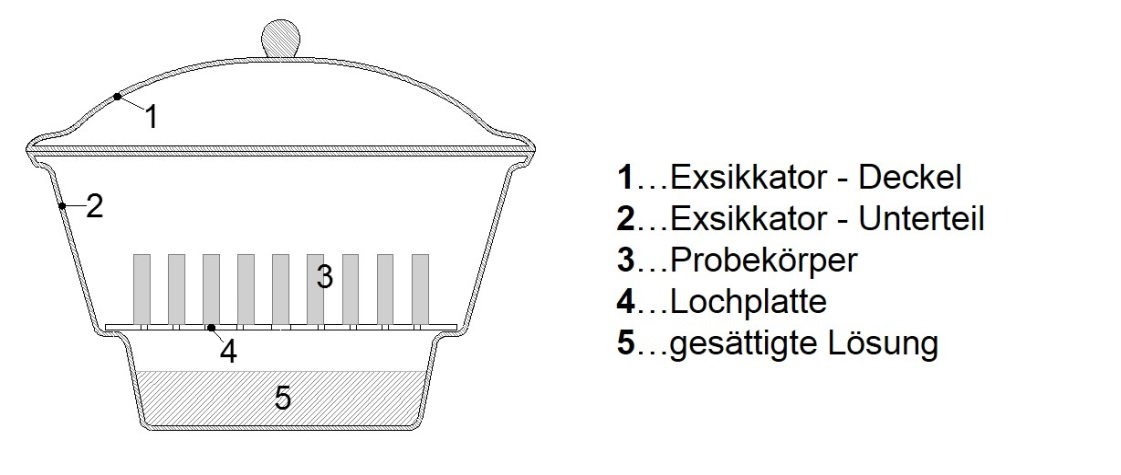 1
2
3
4
5
1…Exsikkator - Deckel
2…Exsikkator - Unterteil
3…Probekörper
4…Lochplatte
5…gesättigte Lösung